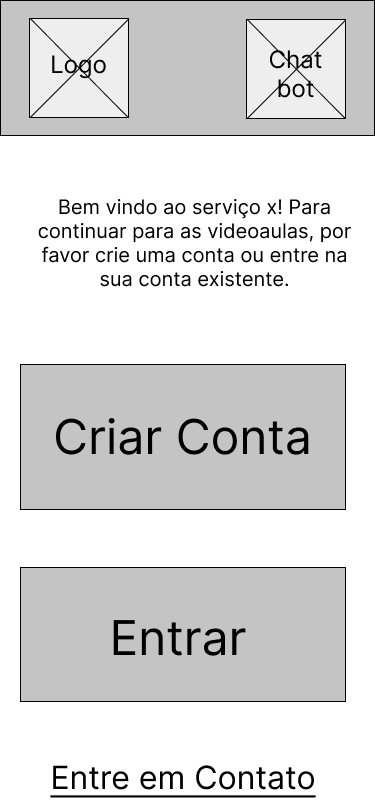 Logo
Chat
bot
Bem vindo ao serviço x! Para
continuar para as videoaulas, por
favor crie uma conta ou entre na
sua conta existente.
Criar Conta
Entrar
Entre em Contato